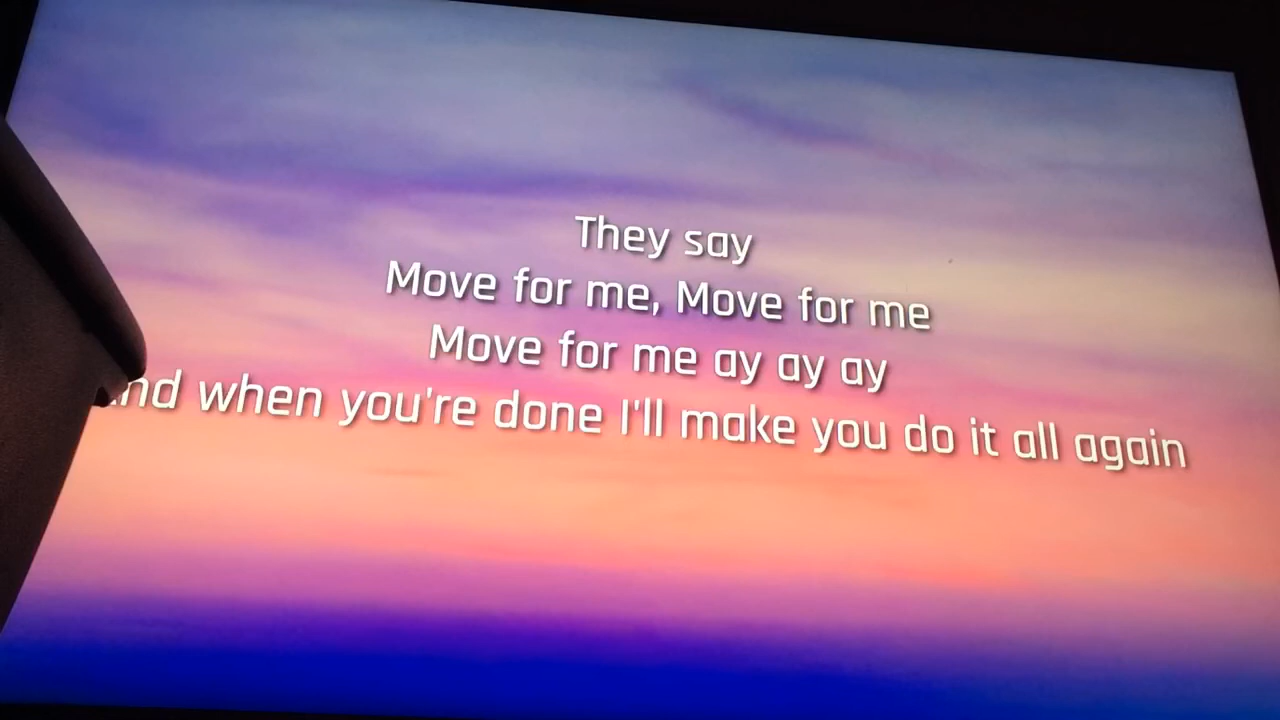 They say
Move for me, Move for me
Move for me ay ay ay
And when you're done I'll make you do it all again